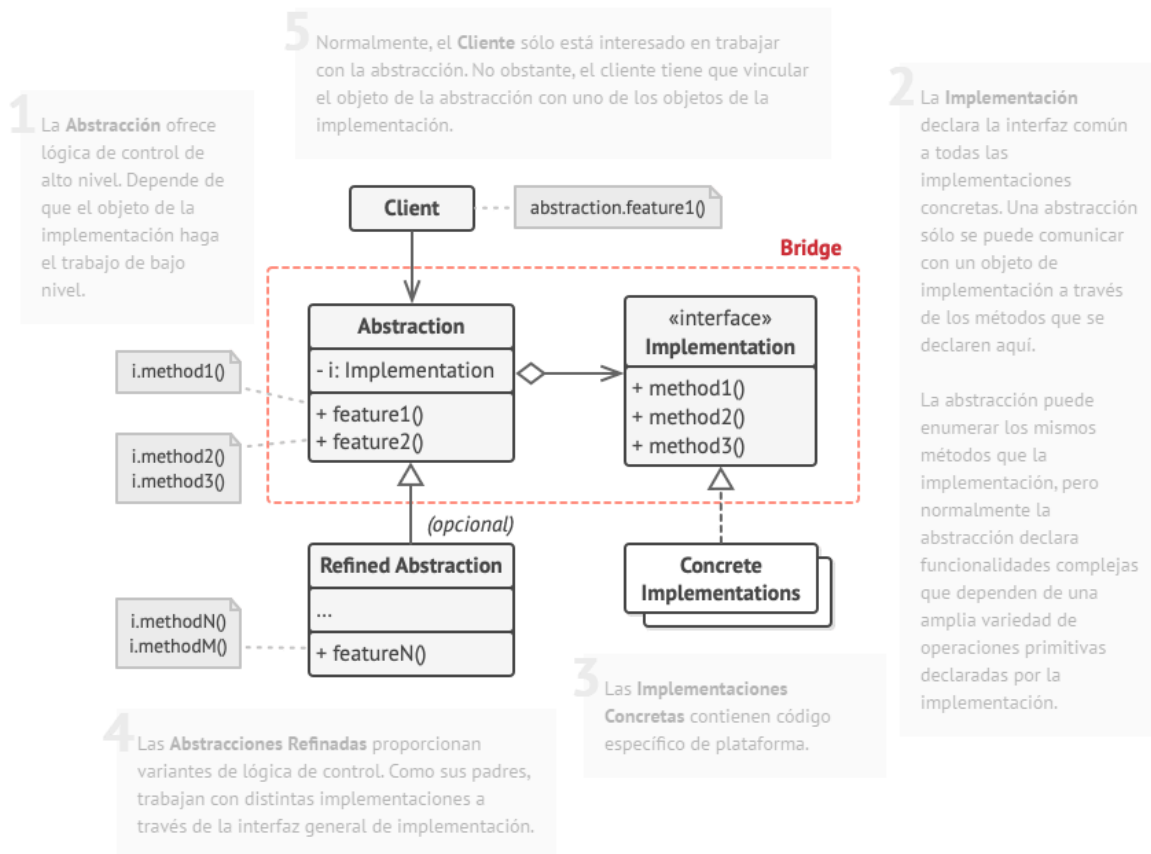 5
Normalmente, el Cliente sólo está interesado en trabajar
con la abstracción. No obstante, el cliente tiene que vincular
el objeto de la abstracción con uno de los objetos de la
implementación.
1
La Abstracción ofrece
lógica de control de
alto nivel. Depende de
que el objeto de la
implementación haga
el trabajo de bajo
nivel.
2
La Implementación
declara la interfaz común
a todas las
implementaciones
concretas. Una abstracción
sólo se puede comunicar
con un objeto de
implementación a través
de los métodos que se
declaren aquí.
La abstracción puede
enumerar los mismos
métodos que la
implementación, pero
normalmente la
abstracción declara
funcionalidades complejas
que dependen de una
amplia variedad de
operaciones primitivas
declaradas por la
implementación.
Client
abstraction.feature1()
Bridge
Abstraction
- i: Implementation
+ feature1()
+ feature2()
«interface»
Implementation
+ method1()
+ method2()
+ method3()
i.method1()
i.method2()
i.method3()
(opcional)
Refined Abstraction
...
+ featureN()
Concrete
Implementations
i.methodN()
i.methodM()
3
Las Implementaciones
Concretas contienen código
específico de plataforma.
4
Las Abstracciones Refinadas proporcionan
variantes de lógica de control. Como sus padres,
trabajan con distintas implementaciones a
través de la interfaz general de implementación.